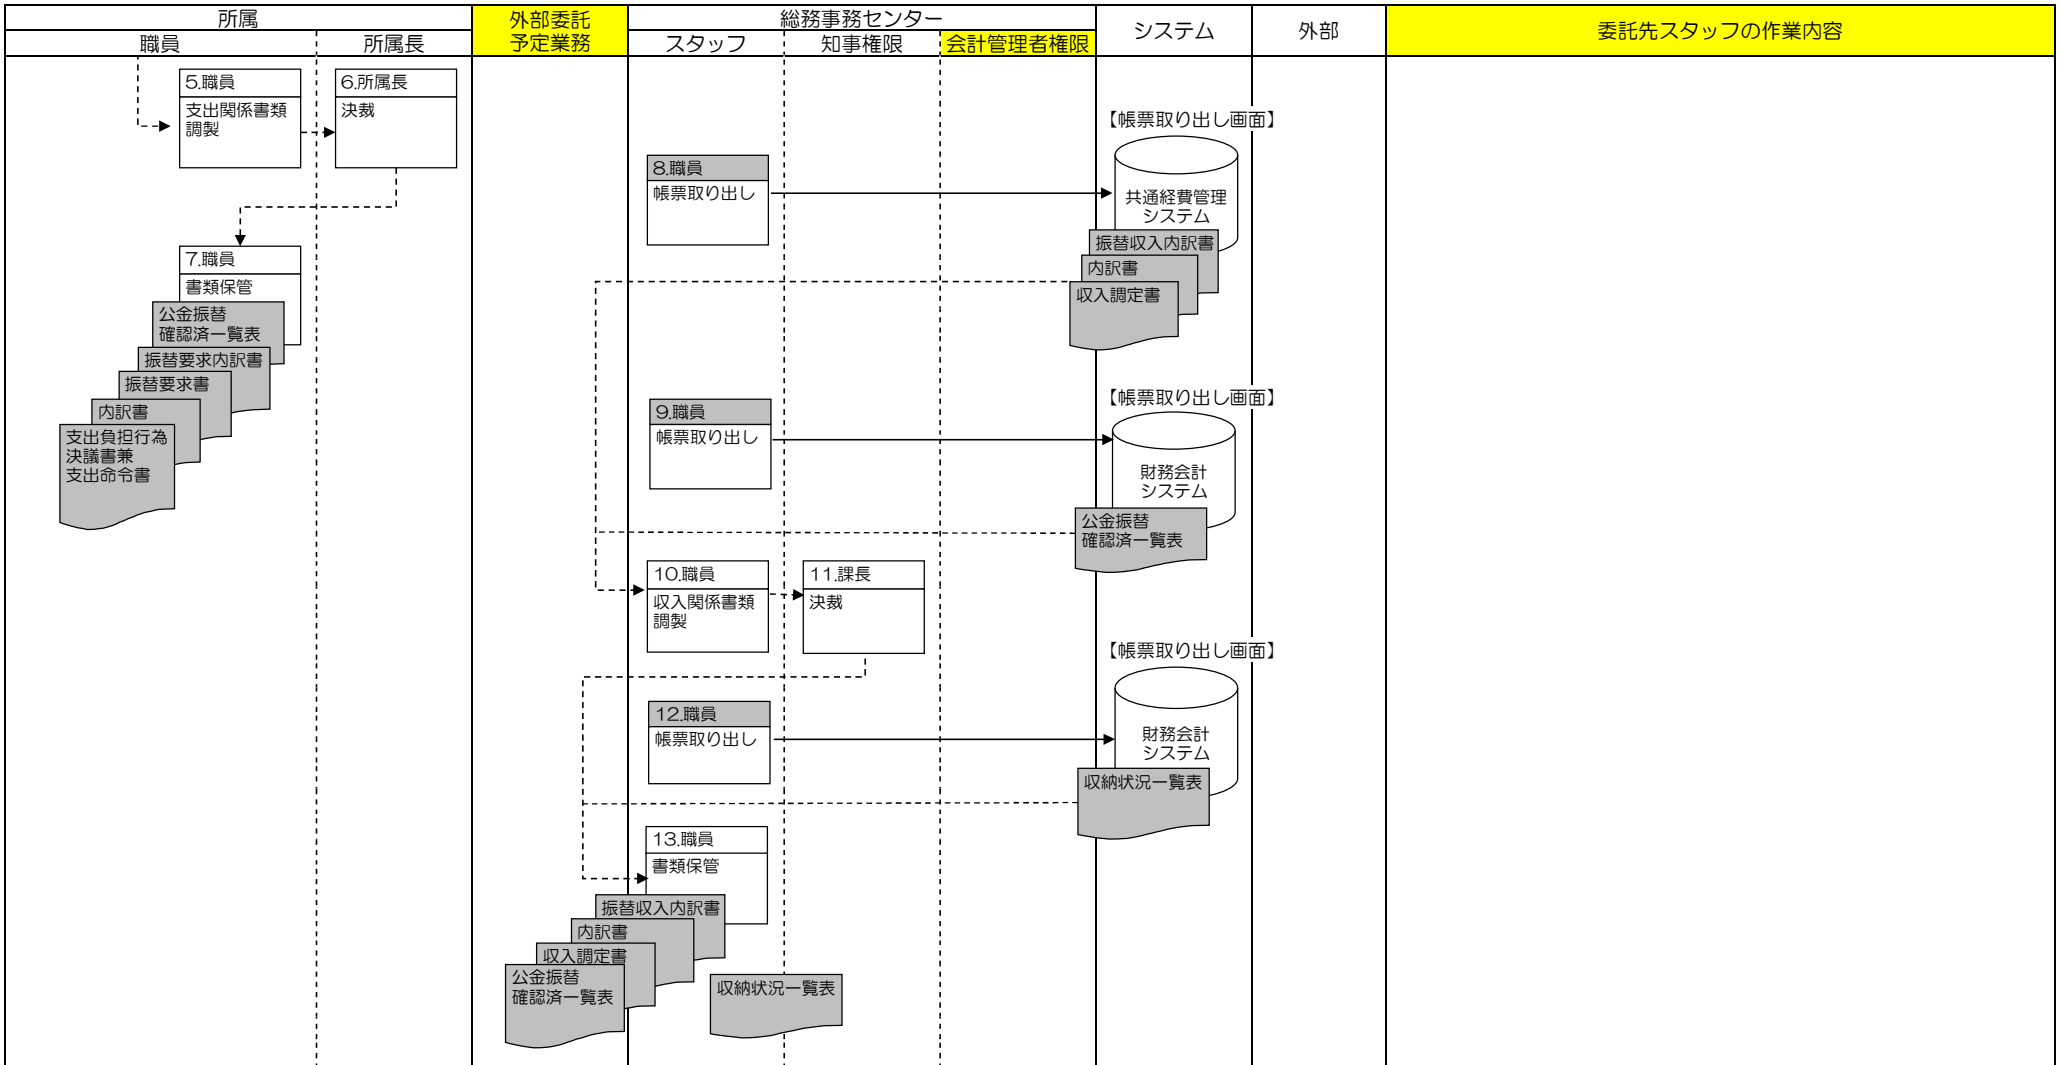 所属
外部委託
予定業務
総務事務センター
システム
外部
委託先スタッフの作業内容
職員
所属長
スタッフ
知事権限
会計管理者権限
5.職員
支出関係書類
調製
6.所属長
決裁
7.職員
書類保管
公金振替
確認済一覧表
振替要求内訳書
振替要求書
内訳書
支出負担行為
決議書兼
支出命令書
8.職員
帳票取り出し
【帳票取り出し画面】
共通経費管理
システム
振替収入内訳書
内訳書
収入調定書
9.職員
帳票取り出し
【帳票取り出し画面】
財務会計
システム
公金振替
確認済一覧表
10.職員
収入関係書類
調製
11.課長
決裁
12.職員
帳票取り出し
【帳票取り出し画面】
財務会計
システム
収納状況一覧表
13.職員
書類保管
振替収入内訳書
内訳書
収入調定書
公金振替
確認済一覧表
収納状況一覧表